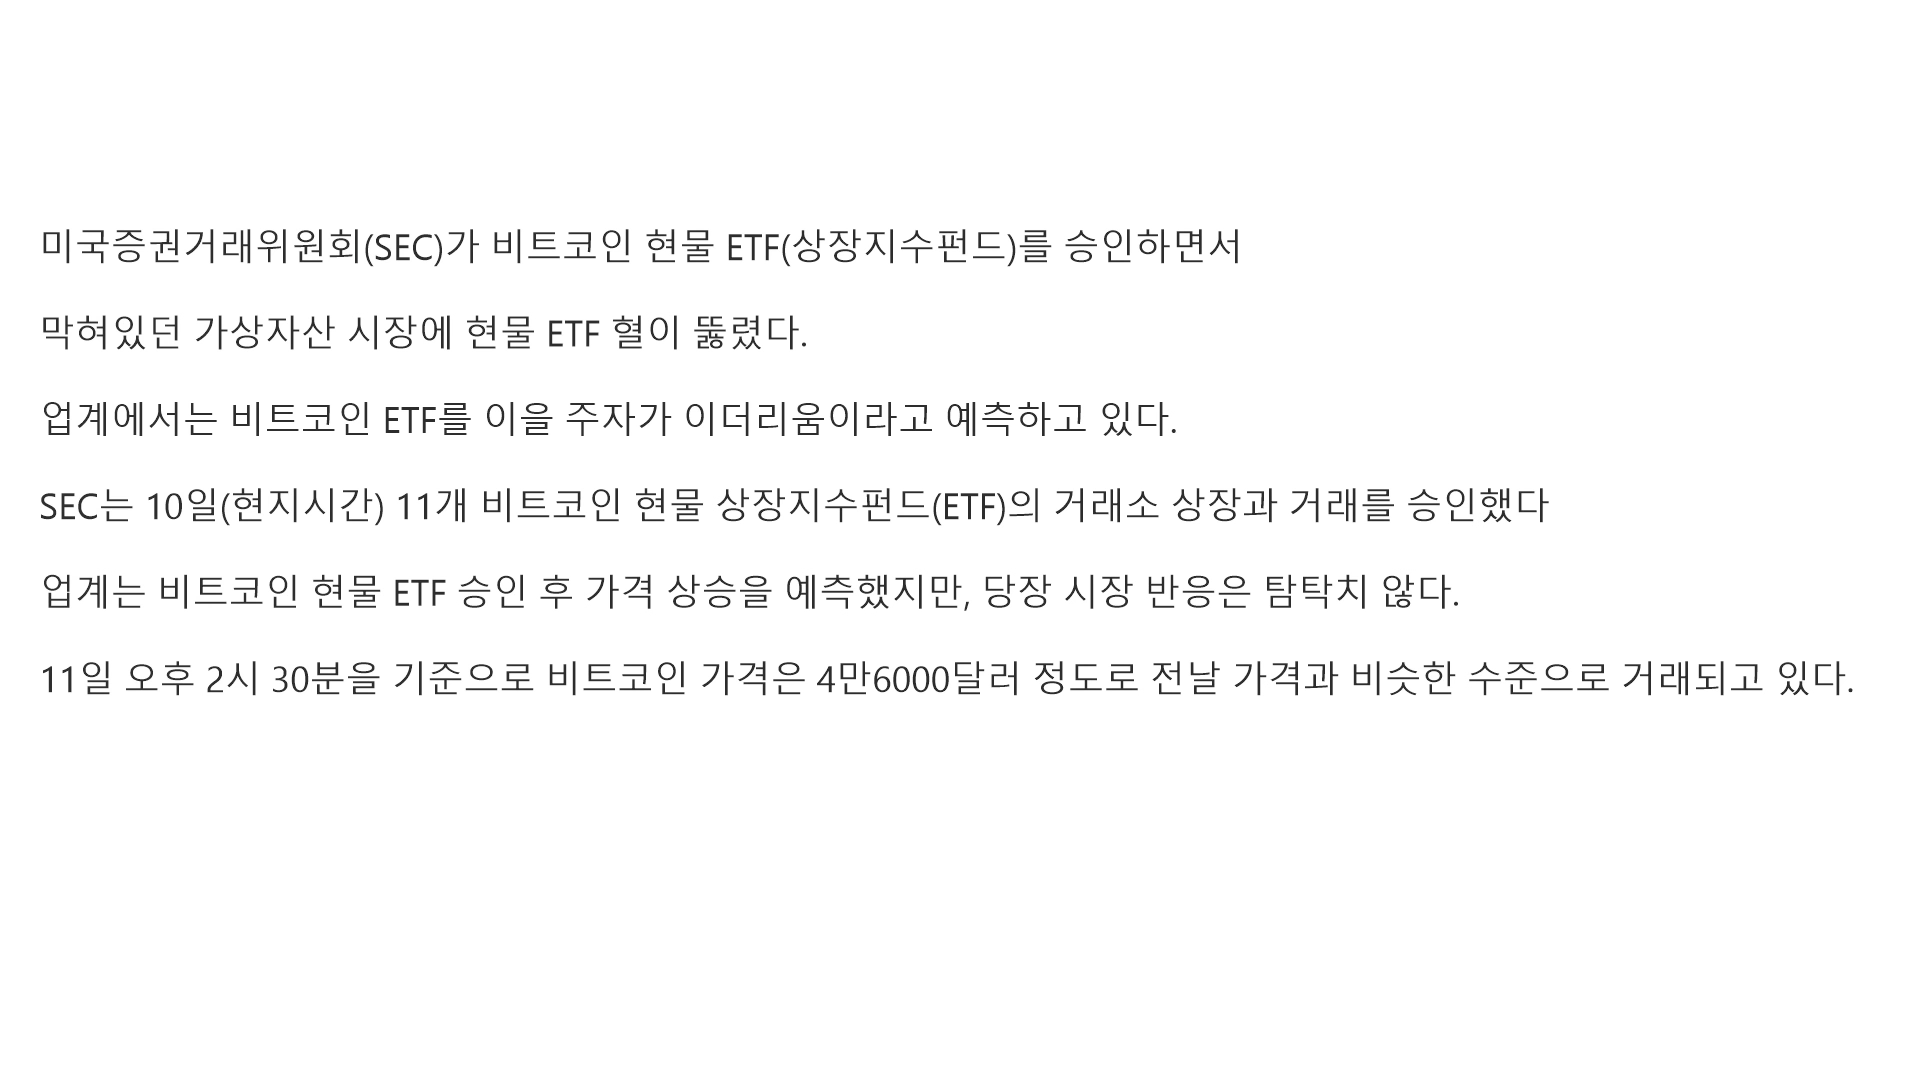 미국증권거래위원회(SEC)가 비트코인 현물 ETF(상장지수펀드)를 승인하면서
막혀있던 가상자산 시장에 현물 ETF 혈이 뚫렸다.
업계에서는 비트코인 ETF를 이을 주자가 이더리움이라고 예측하고 있다.
SEC는 10일(현지시간) 11개 비트코인 현물 상장지수펀드(ETF)의 거래소 상장과 거래를 승인했다
업계는 비트코인 현물 ETF 승인 후 가격 상승을 예측했지만, 당장 시장 반응은 탐탁치 않다.
11일 오후 2시 30분을 기준으로 비트코인 가격은 4만6000달러 정도로 전날 가격과 비슷한 수준으로 거래되고 있다.